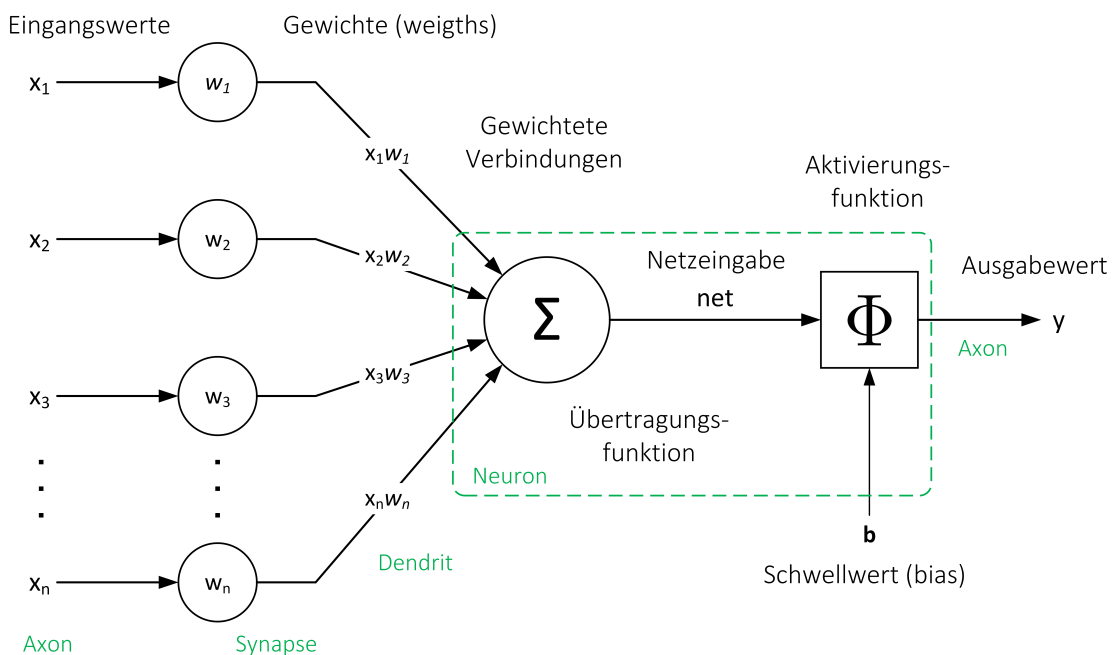 Eingangswerte
Gewichte (weigths)
x1
w1
x1w1
Gewichtete
Verbindungen
Aktivierungs-
funktion
x2
w2
x2w2
Netzeingabe
net
Ausgabewert
Σ
Φ
y
Axon
x3
w3
x3w3
Übertragungs-
funktion
Neuron
xnwn
b
Dendrit
Schwellwert (bias)
xn
wn
Axon
Synapse